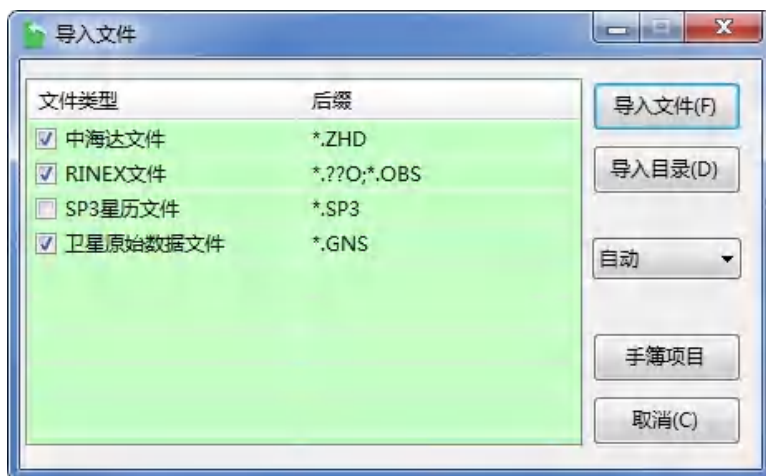 导入文件
文件类型 后缀
中海达文件 *.ZHD
RINEX文件 *.??O;*.OBS
SP3星历文件 *.SP3
卫星原始数据文件 *.GNS
导入文件(F)
导入目录(D)
自动
手簿项目
取消(C)